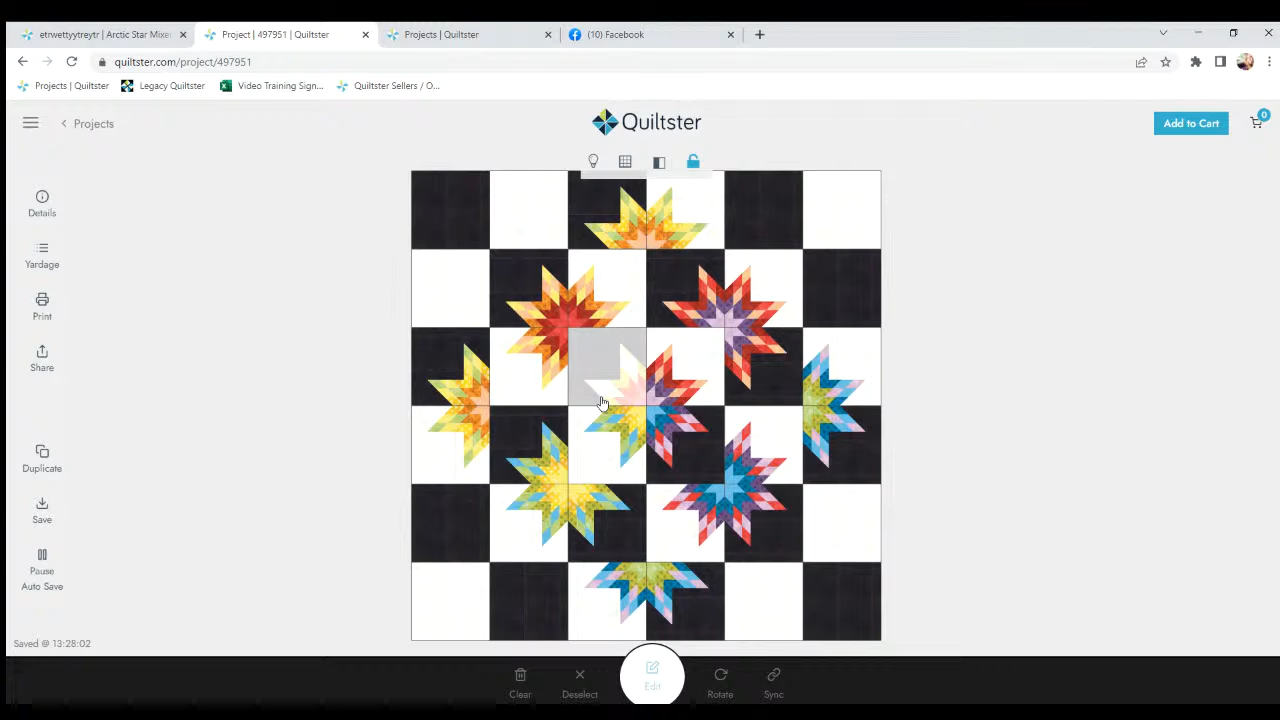 etrwettyytreytr | Arctic Star Mixer
Project | 497951 | Quiltster
Projects | Quiltster
(10) Facebook
quiltster.com/project/497951
Projects | Quiltster
Legacy Quiltster
Video Training Sign...
Quiltster Sellers / O...
Projects
Quiltster
Add to Cart
0
Details
Yardage
Print
Share
Duplicate
Save
Pause
Auto Save
Saved @ 13:28:02
Clear
Deselect
Edit
Rotate
Sync